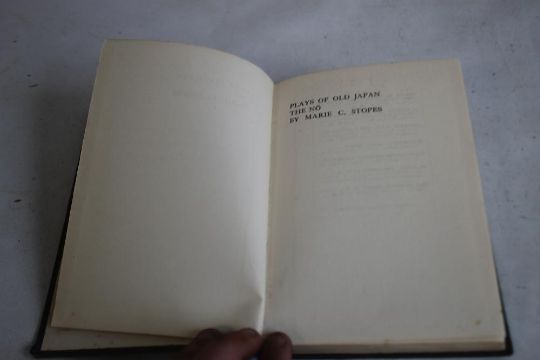 PLAYS OF OLD JAPAN
THE NŌ
BY MARIE C. STOPES